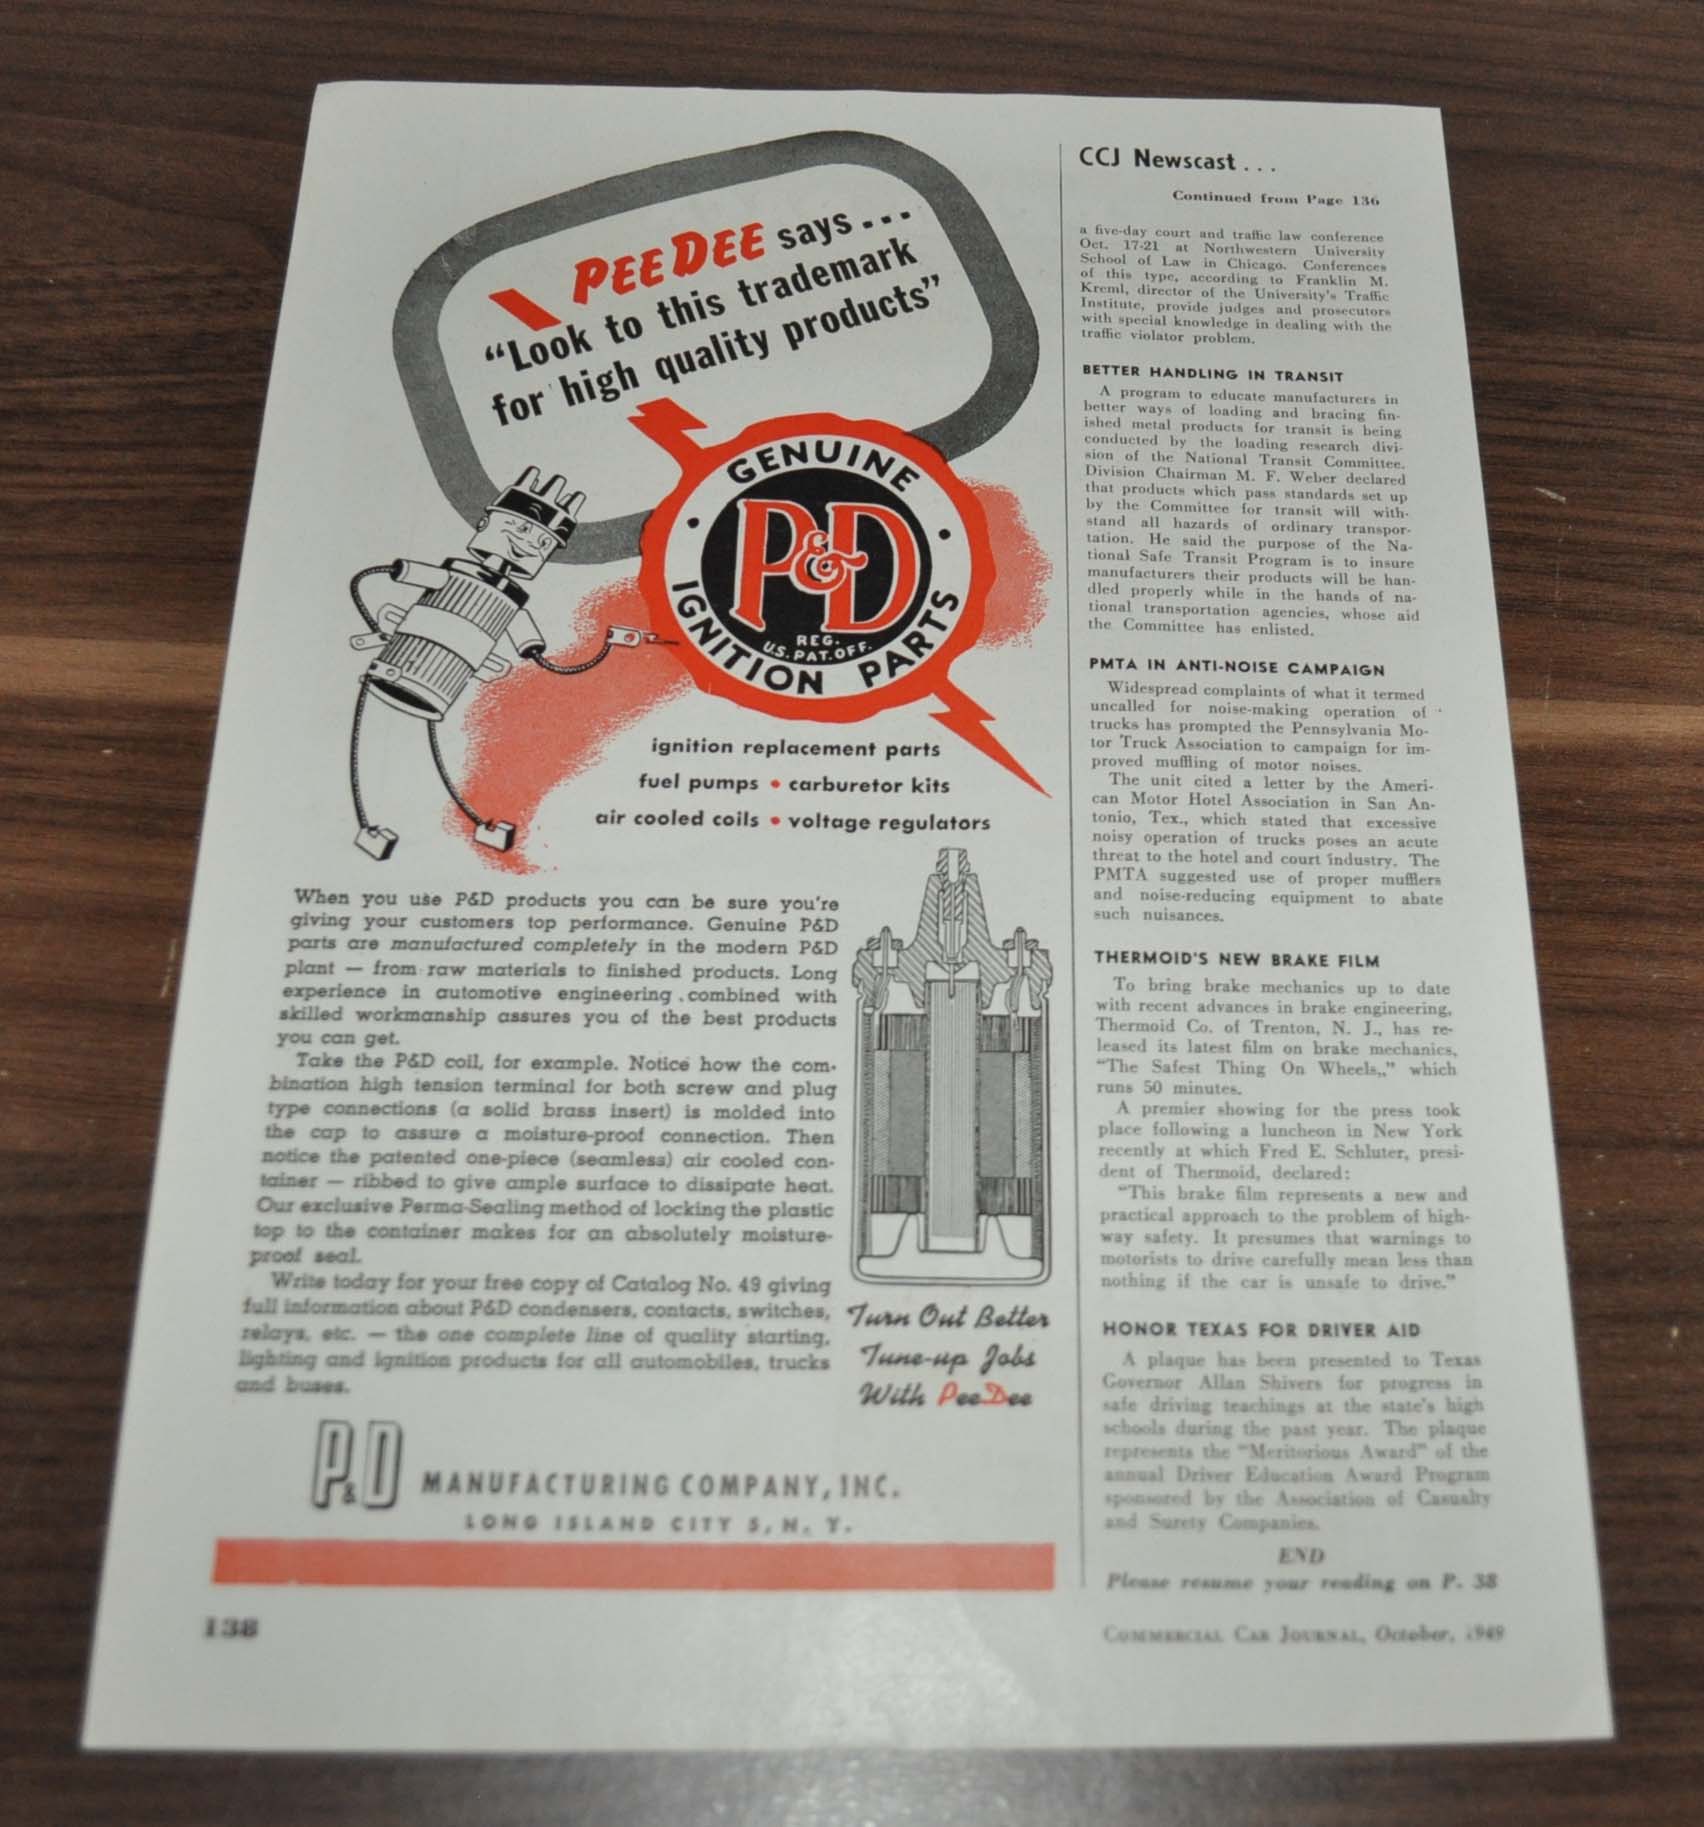 PEE DEE says...
“Look to this trademark
for high quality products”
GENUINE
P&D
REG.
U.S. PAT. OFF.
IGNITION PARTS
ignition replacement parts
fuel pumps • carburetor kits
air cooled coils • voltage regulators
When you use P&D products you can be sure you're
giving your customers top performance. Genuine P&D
parts are manufactured completely in the modern P&D
plant — from raw materials to finished products. Long
experience in automotive engineering combined with
skilled workmanship assures you of the best products
you can get.
Take the P&D coil, for example. Notice how the com-
bination high tension terminal for both screw and plug
type connections (a solid brass insert) is molded into
the cap to assure a moisture-proof connection. Then
notice the patented one-piece (seamless) air cooled con-
tainer — ribbed to give ample surface to dissipate heat.
Our exclusive Perma-Sealing method of locking the plastic
top to the container makes for an absolutely moisture-
proof seal.
Write today for your free copy of Catalog No. 49 giving
full information about P&D condensers, contacts, switches,
relays, etc. — the one complete line of quality starting,
lighting and ignition products for all automobiles, trucks
and buses.
Turn Out Better
Tune-up Jobs
With PeeDee
P&D MANUFACTURING COMPANY, INC.
LONG ISLAND CITY 5, N. Y.
138
CCJ Newscast...
Continued from Page 136
a five-day court and traffic law conference
Oct. 17-21 at Northwestern University
School of Law in Chicago. Conferences
of this type, according to Franklin M.
Kreml, director of the University's Traffic
Institute, provide judges and prosecutors
with special knowledge in dealing with the
traffic violator problem.
BETTER HANDLING IN TRANSIT
A program to educate manufacturers in
better ways of loading and bracing fin-
ished metal products for transit is being
conducted by the loading research divi-
sion of the National Transit Committee.
Division Chairman M. F. Weber declared
that products which pass standards set up
by the Committee for transit will with-
stand all hazards of ordinary transpor-
tation. He said the purpose of the Na-
tional Safe Transit Program is to insure
manufacturers their products will be han-
dled properly while in the hands of na-
tional transportation agencies, whose aid
the Committee has enlisted.
PMTA IN ANTI-NOISE CAMPAIGN
Widespread complaints of what it termed
uncalled for noise-making operation of
trucks has prompted the Pennsylvania Mo-
tor Truck Association to campaign for im-
proved muffling of motor noises.
The unit cited a letter by the Ameri-
can Motor Hotel Association in San An-
tonio, Tex., which stated that excessive
noisy operation of trucks poses an acute
threat to the hotel and court industry. The
PMTA suggested use of proper mufflers
and noise-reducing equipment to abate
such nuisances.
THERMOID'S NEW BRAKE FILM
To bring brake mechanics up to date
with recent advances in brake engineering,
Thermoid Co. of Trenton, N. J., has re-
leased its latest film on brake mechanics,
“The Safest Thing On Wheels,,” which
runs 50 minutes.
A premier showing for the press took
place following a luncheon in New York
recently at which Fred E. Schluter, presi-
dent of Thermoid, declared:
“This brake film represents a new and
practical approach to the problem of high-
way safety. It presumes that warnings to
motorists to drive carefully mean less than
nothing if the car is unsafe to drive.”
HONOR TEXAS FOR DRIVER AID
A plaque has been presented to Texas
Governor Allan Shivers for progress in
safe driving teachings at the state's high
schools during the past year. The plaque
represents the “Meritorious Award” of the
annual Driver Education Award Program
sponsored by the Association of Casualty
and Surety Companies.
END
Please resume your reading on P. 38
COMMERCIAL CAR JOURNAL, October, 1949